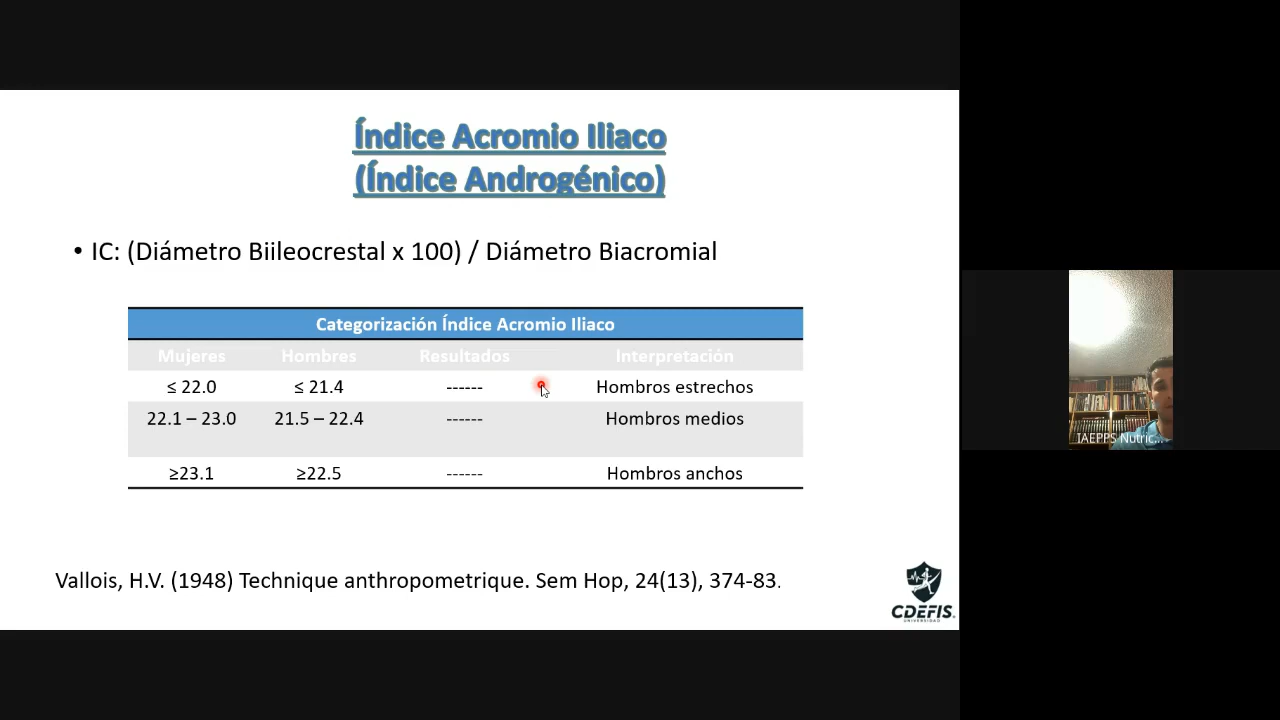 Índice Acromio Iliaco
(Índice Androgénico)
• IC: (Diámetro Biileocrestal x 100) / Diámetro Biacromial
Categorización Índice Acromio Iliaco
Mujeres Hombres Resultados Interpretación
≤ 22.0 ≤ 21.4 ------ Hombros estrechos
22.1 – 23.0 21.5 – 22.4 ------ Hombros medios
≥23.1 ≥22.5 ------ Hombros anchos
Vallois, H.V. (1948) Technique anthropometrique. Sem Hop, 24(13), 374-83.
CDEFIS
UNIVERSIDAD
IAEPPS Nutric...